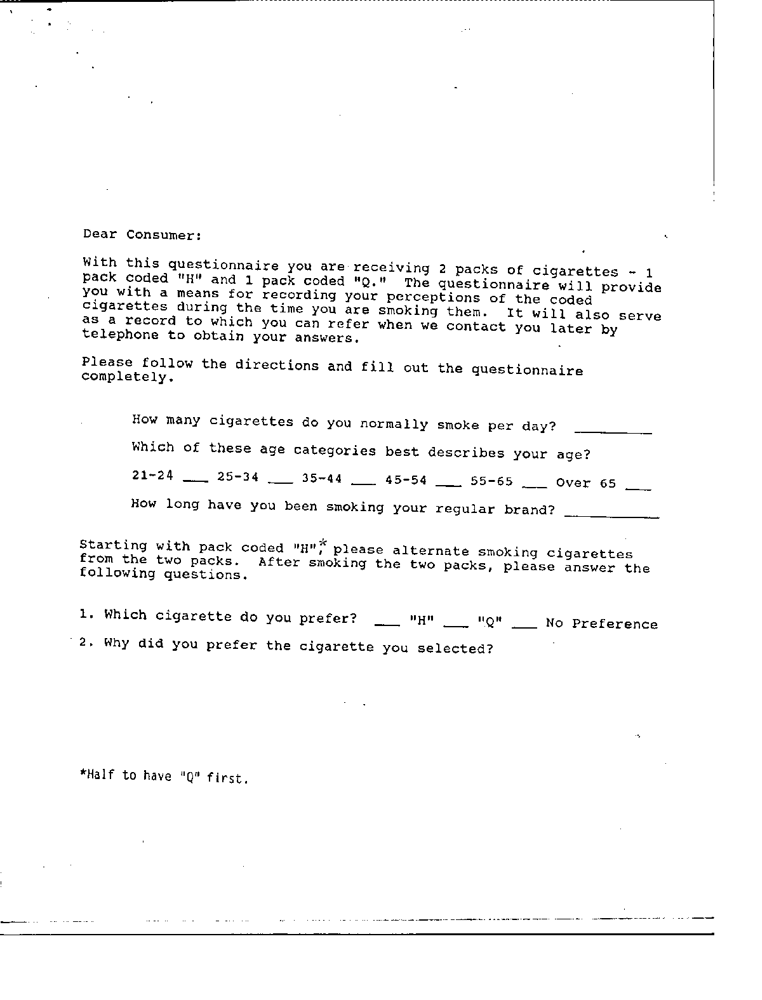 Dear Consumer:
With this questionnaire you are receiving 2 packs of cigarettes - 1
pack coded "H" and 1 pack coded "Q."  The questionnaire will provide
you with a means for recording your perceptions of the coded
cigarettes during the time you are smoking them.  It will also serve
as a record to which you can refer when we contact you later by
telephone to obtain your answers.
Please follow the directions and fill out the questionnaire
completely.
How many cigarettes do you normally smoke per day? ________
Which of these age categories best describes your age?
21-24 ___ 25-34 ___ 35-44 ___ 45-54 ___ 55-65 ___ Over 65 ___
How long have you been smoking your regular brand? __________
Starting with pack coded "H",* please alternate smoking cigarettes
from the two packs.  After smoking the two packs, please answer the
following questions.
1. Which cigarette do you prefer? ___ "H" ___ "Q" ___ No Preference
2. Why did you prefer the cigarette you selected?
*Half to have "Q" first.